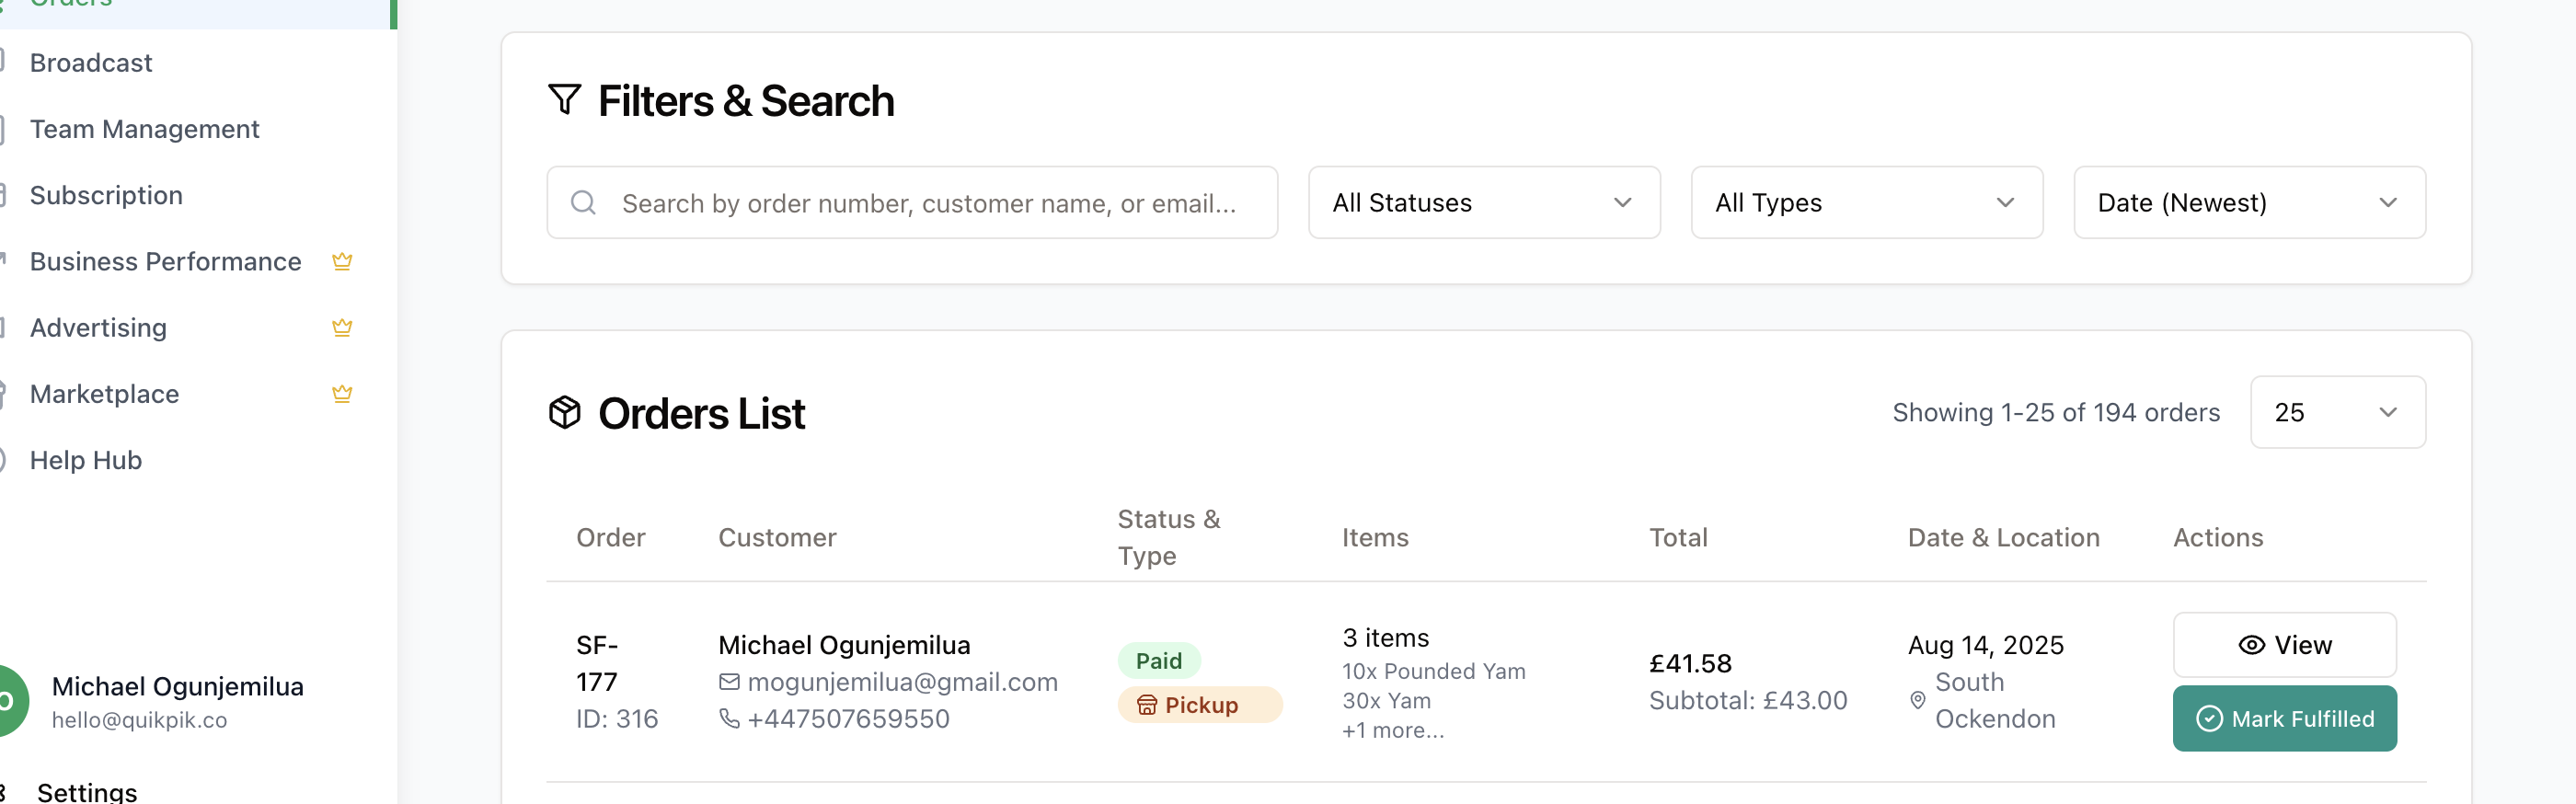 Orders
Broadcast
Team Management
Subscription
Business Performance
Advertising
Marketplace
Help Hub
Michael Ogunjemilua
hello@quikpik.co
Settings
Filters & Search
Search by order number, customer name, or email...
All Statuses
All Types
Date (Newest)
Orders List
Showing 1-25 of 194 orders
25
Order
Customer
Status &
Type
Items
Total
Date & Location
Actions
SF-
177
ID: 316
Michael Ogunjemilua
mogunjemilua@gmail.com
+447507659550
Paid
Pickup
3 items
10x Pounded Yam
30x Yam
+1 more...
£41.58
Subtotal: £43.00
Aug 14, 2025
South
Ockendon
View
Mark Fulfilled